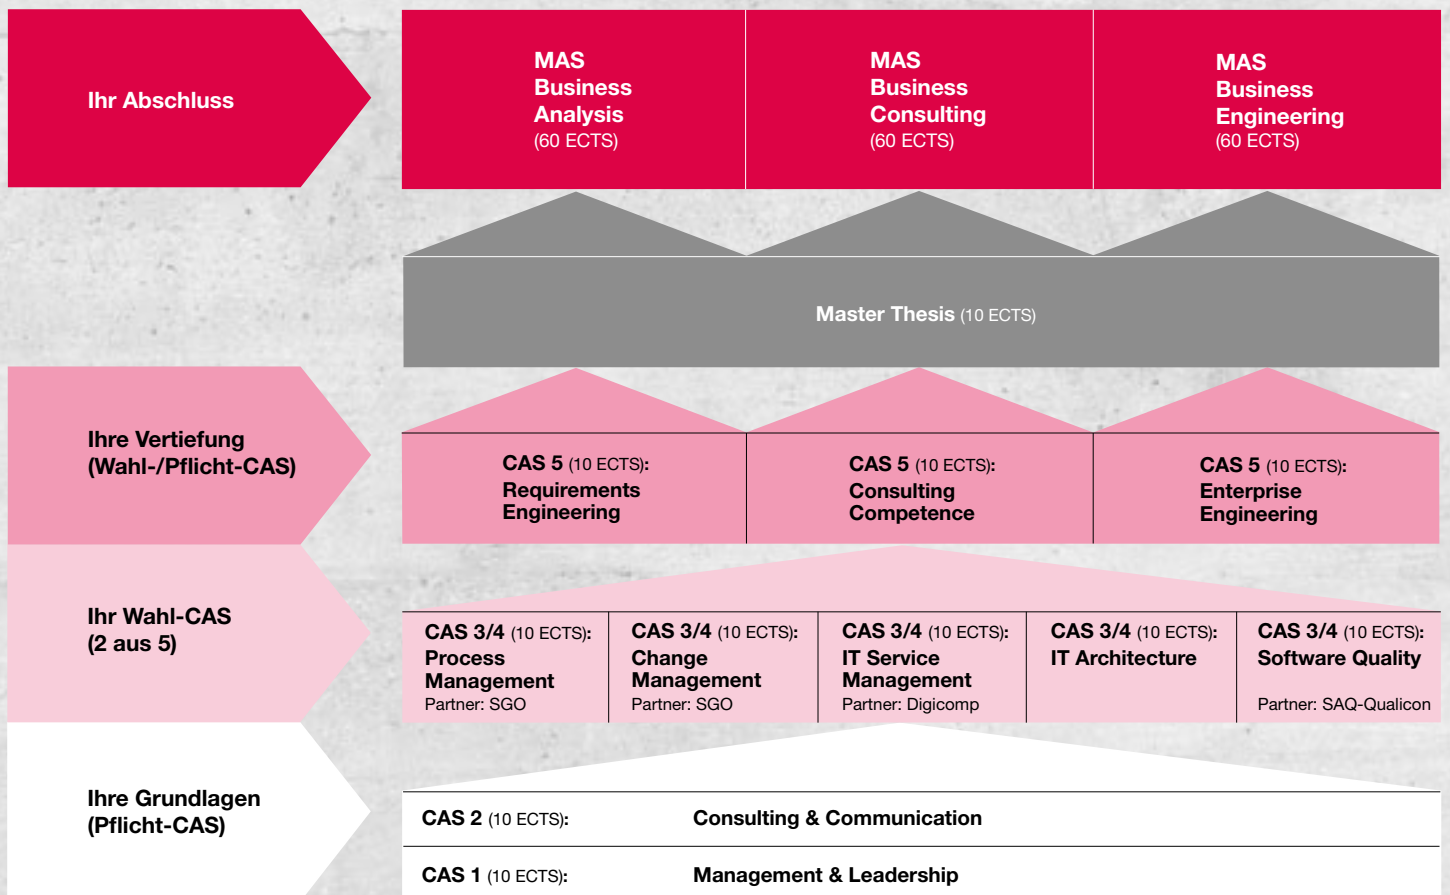 Ihr Abschluss
MAS
Business
Analysis
(60 ECTS)
MAS
Business
Consulting
(60 ECTS)
MAS
Business
Engineering
(60 ECTS)
Master Thesis (10 ECTS)
Ihre Vertiefung
(Wahl-/Pflicht-CAS)
CAS 5 (10 ECTS):
Requirements
Engineering
CAS 5 (10 ECTS):
Consulting
Competence
CAS 5 (10 ECTS):
Enterprise
Engineering
Ihr Wahl-CAS
(2 aus 5)
CAS 3/4 (10 ECTS):
Process
Management
Partner: SGO
CAS 3/4 (10 ECTS):
Change
Management
Partner: SGO
CAS 3/4 (10 ECTS):
IT Service
Management
Partner: Digicomp
CAS 3/4 (10 ECTS):
IT Architecture
CAS 3/4 (10 ECTS):
Software Quality
Partner: SAQ-Qualicon
Ihre Grundlagen
(Pflicht-CAS)
CAS 2 (10 ECTS): Consulting & Communication
CAS 1 (10 ECTS): Management & Leadership